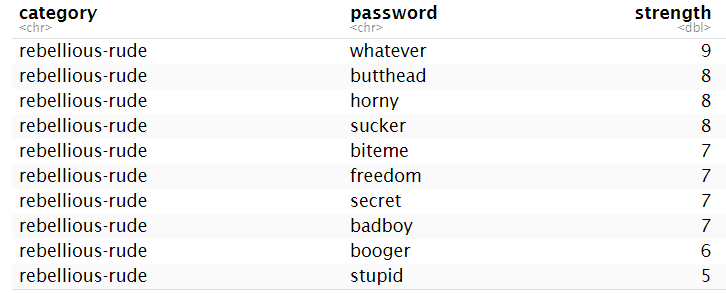 category password strength
<chr> <chr> <dbl>
rebellious-rude whatever 9
rebellious-rude butthead 8
rebellious-rude horny 8
rebellious-rude sucker 8
rebellious-rude biteme 7
rebellious-rude freedom 7
rebellious-rude secret 7
rebellious-rude badboy 7
rebellious-rude booger 6
rebellious-rude stupid 5